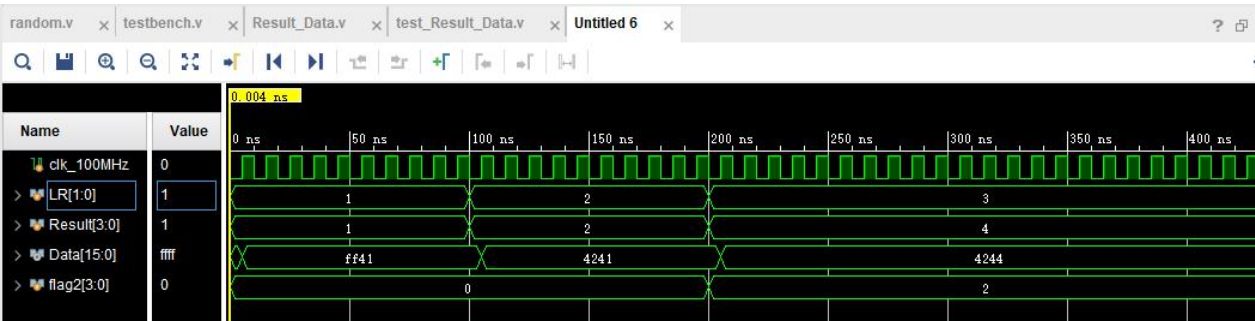 random.v × testbench.v × Result_Data.v × test_Result_Data.v × Untitled 6 × ?
0.004 ns
Name Value 0 ns 50 ns 100 ns 150 ns 200 ns 250 ns 300 ns 350 ns 400 ns
clk_100MHz 0
> LR[1:0] 1 1 2 3
> Result[3:0] 1 1 2 4
> Data[15:0] ffff ff41 4241 4244
> flag2[3:0] 0 0 2